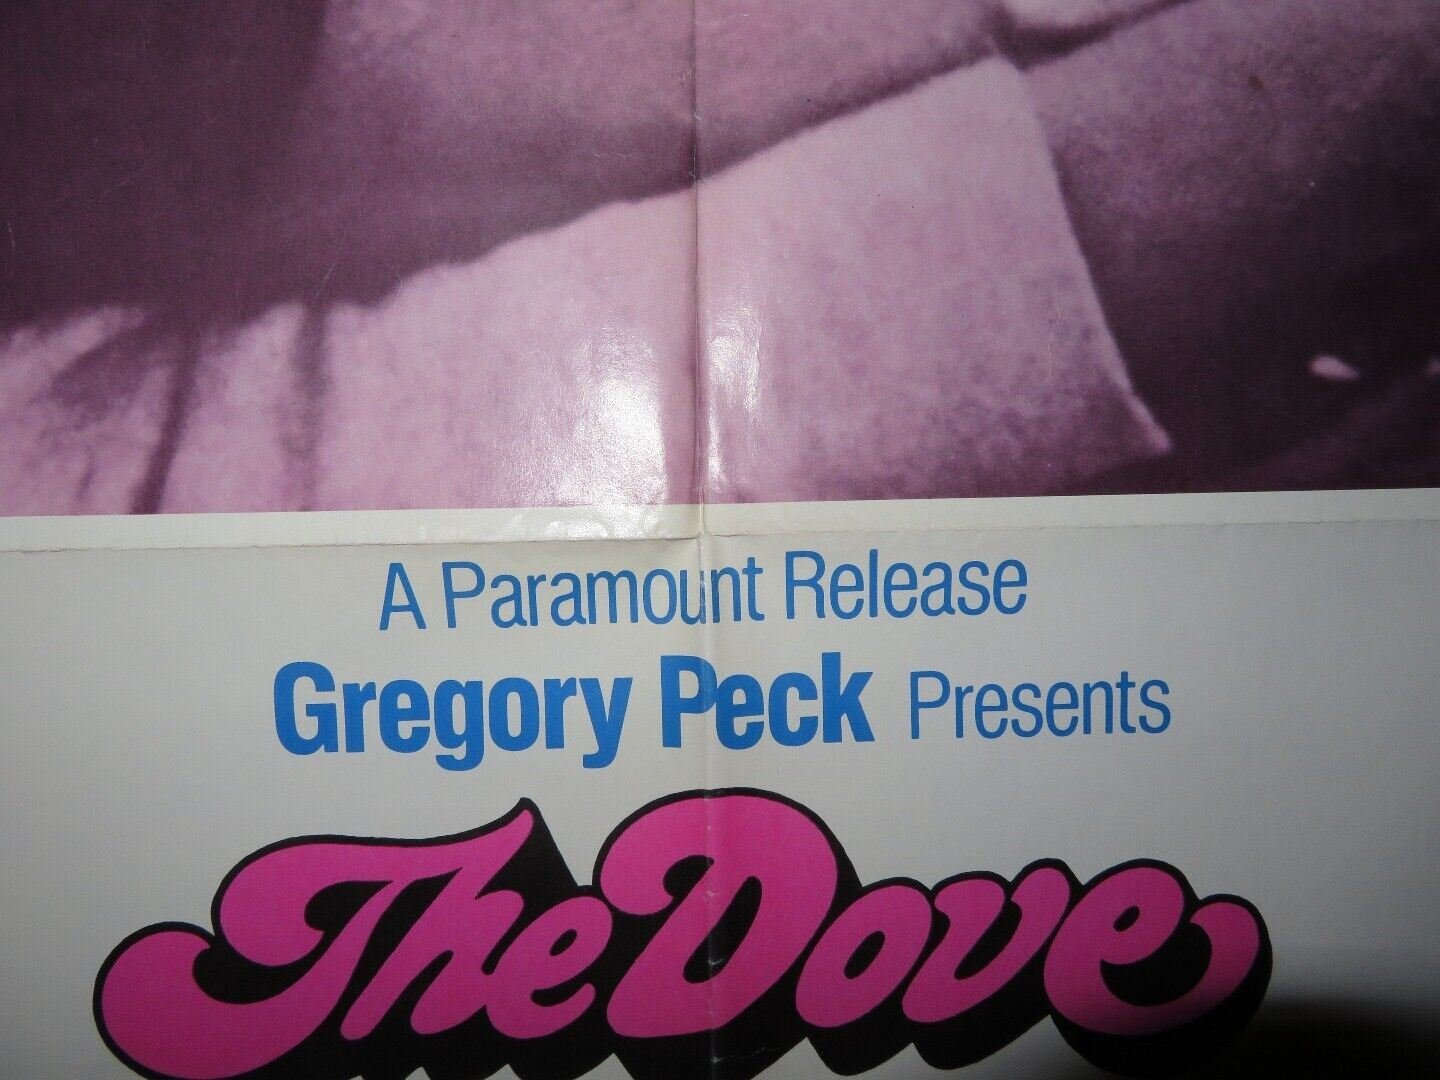 A Paramount Release
Gregory Peck Presents
The Dove